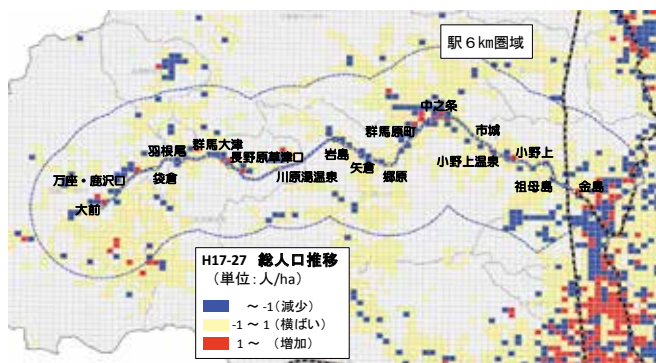 駅6km圏域
中之条
群馬原町
市城
羽根尾
群馬大津
長野原草津口
岩島
小野上
万座・鹿沢口
袋倉
川原湯温泉
矢倉
郷原
小野上温泉
祖母島
金島
大前
H17-27 総人口推移
(単位:人/ha)
~ -1(減少)
-1 ~ 1(横ばい)
1 ~ (増加)